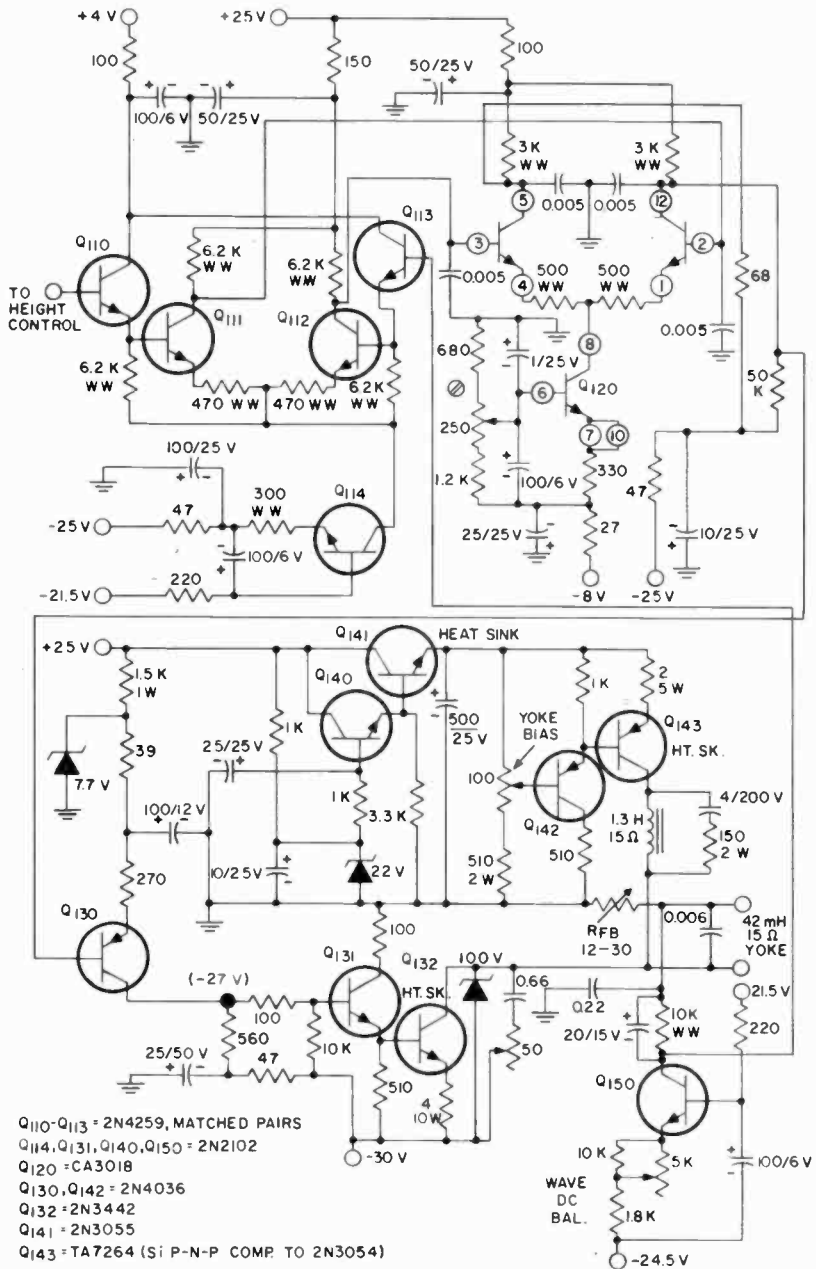 +4 V
+25 V
100
150
100
50/25 V
100/6 V
50/25 V
3 K
WW
3 K
WW
5
12
0.005
0.005
Q113
Q110
6.2 K
WW
6.2 K
WW
3
2
TO
HEIGHT
CONTROL
Q111
Q112
0.005
500
WW
500
WW
4
1
68
8
0.005
680
1/25 V
50
K
6.2 K
WW
6.2 K
WW
470 WW
470 WW
6
Q120
250
7
10
100/25 V
1.2 K
100/6 V
330
47
10/25 V
300
WW
Q114
-25 V
47
100/6 V
25/25 V
27
-21.5 V
220
-8V
-25 V
Q141
HEAT SINK
+25 V
1.5 K
1 W
Q140
1 K
2
5 W
Q143
HT. SK.
500
25 V
YOKE
BIAS
1 K
25/25 V
39
7.7 V
100
4/200 V
1 K
3.3 K
Q142
1.3 H
15Ω
150
2 W
100/12 V
10/25 V
22 V
510
2 W
510
270
Q130
RFB
12-30
0.006
42 mH
15 Ω
YOKE
100
Q131
Q132
100 V
HT. SK.
0.66
(-27 V)
21.5 V
0.22
100
10K
WW
220
560
10 K
20/15 V
25/50 V
47
50
510
4
10 W
Q150
Q110-Q113 = 2N4259, MATCHED PAIRS
Q114, Q131, Q140, Q150 = 2N2102
-30 V
10 K
5 K
100/6 V
Q120 = CA3018
WAVE
DC
BAL.
Q130, Q142 = 2N4036
1.8 K
Q132 = 2N3442
Q141 = 2N3055
Q143 = TA7264 (Si P-N-P COMP. TO 2N3054)
-24.5 V